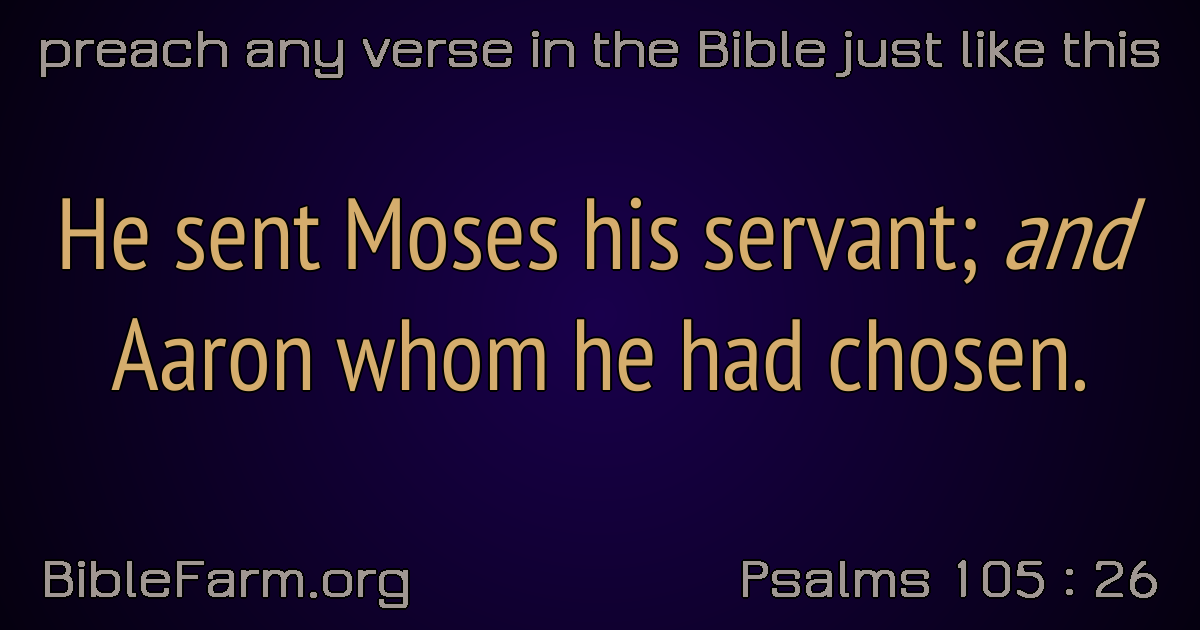 preach any verse in the Bible just like this
He sent Moses his servant; and
Aaron whom he had chosen.
BibleFarm.org
Psalms 105 : 26